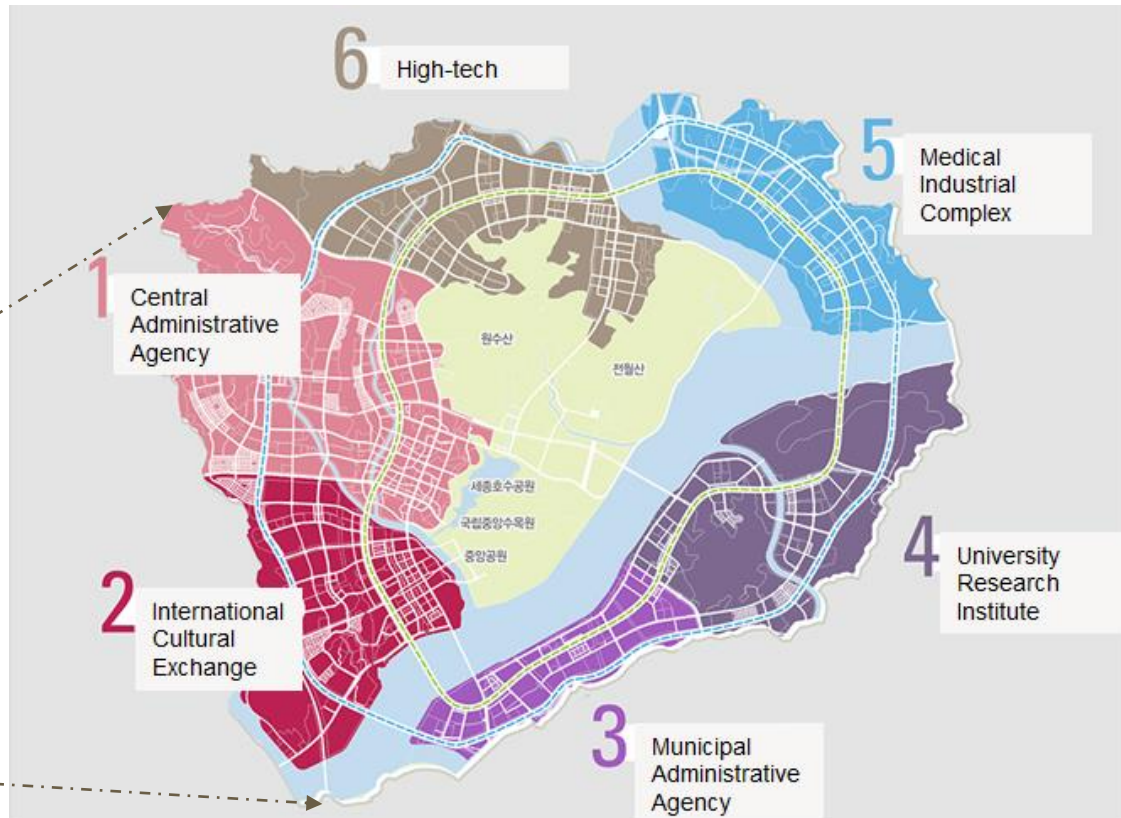 6
High-tech
5
Medical
Industrial
Complex
1
Central
Administrative
Agency
원수산
전월산
세종호수공원
국립중앙수목원
중앙공원
4
University
Research
Institute
2
International
Cultural
Exchange
3
Municipal
Administrative
Agency